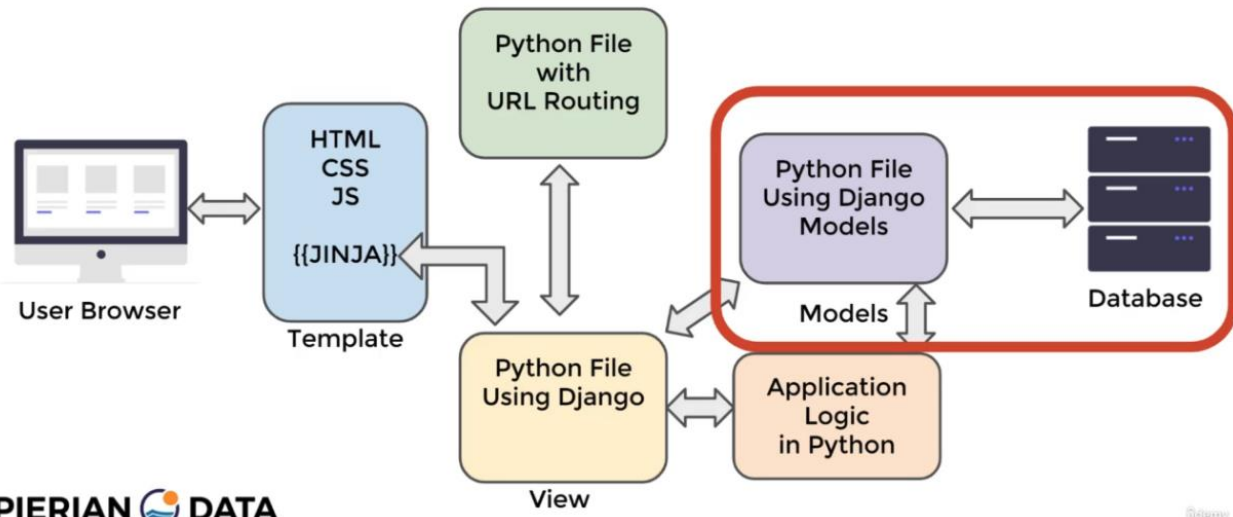 Python File
with
URL Routing
HTML
CSS
JS
{{JINJA}}
Python File
Using Django
Models
User Browser
Template
Models
Database
Python File
Using Django
Application
Logic
in Python
View
PIERIAN DATA
Udemy